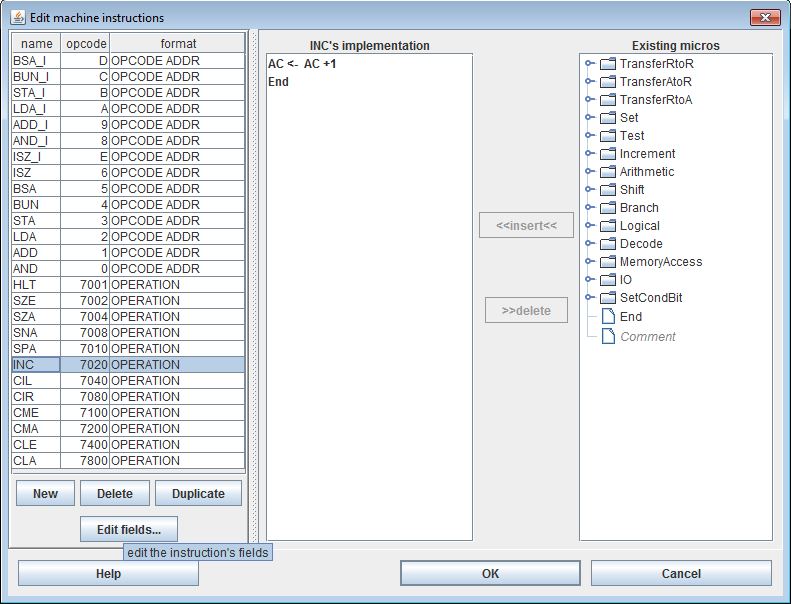 Edit machine instructions
name opcode format
BSA_I D OPCODE ADDR
BUN_I C OPCODE ADDR
STA_I B OPCODE ADDR
LDA_I A OPCODE ADDR
ADD_I 9 OPCODE ADDR
AND_I 8 OPCODE ADDR
ISZ_I E OPCODE ADDR
ISZ 6 OPCODE ADDR
BSA 5 OPCODE ADDR
BUN 4 OPCODE ADDR
STA 3 OPCODE ADDR
LDA 2 OPCODE ADDR
ADD 1 OPCODE ADDR
AND 0 OPCODE ADDR
HLT 7001 OPERATION
SZE 7002 OPERATION
SZA 7004 OPERATION
SNA 7008 OPERATION
SPA 7010 OPERATION
INC 7020 OPERATION
CIL 7040 OPERATION
CIR 7080 OPERATION
CME 7100 OPERATION
CMA 7200 OPERATION
CLE 7400 OPERATION
CLA 7800 OPERATION
New Delete Duplicate
Edit fields...
edit the instruction's fields
INC's implementation
AC <- AC +1
End
<<insert<<
>>delete
Existing micros
TransferRtoR
TransferAtoR
TransferRtoA
Set
Test
Increment
Arithmetic
Shift
Branch
Logical
Decode
MemoryAccess
IO
SetCondBit
End
Comment
Help OK Cancel